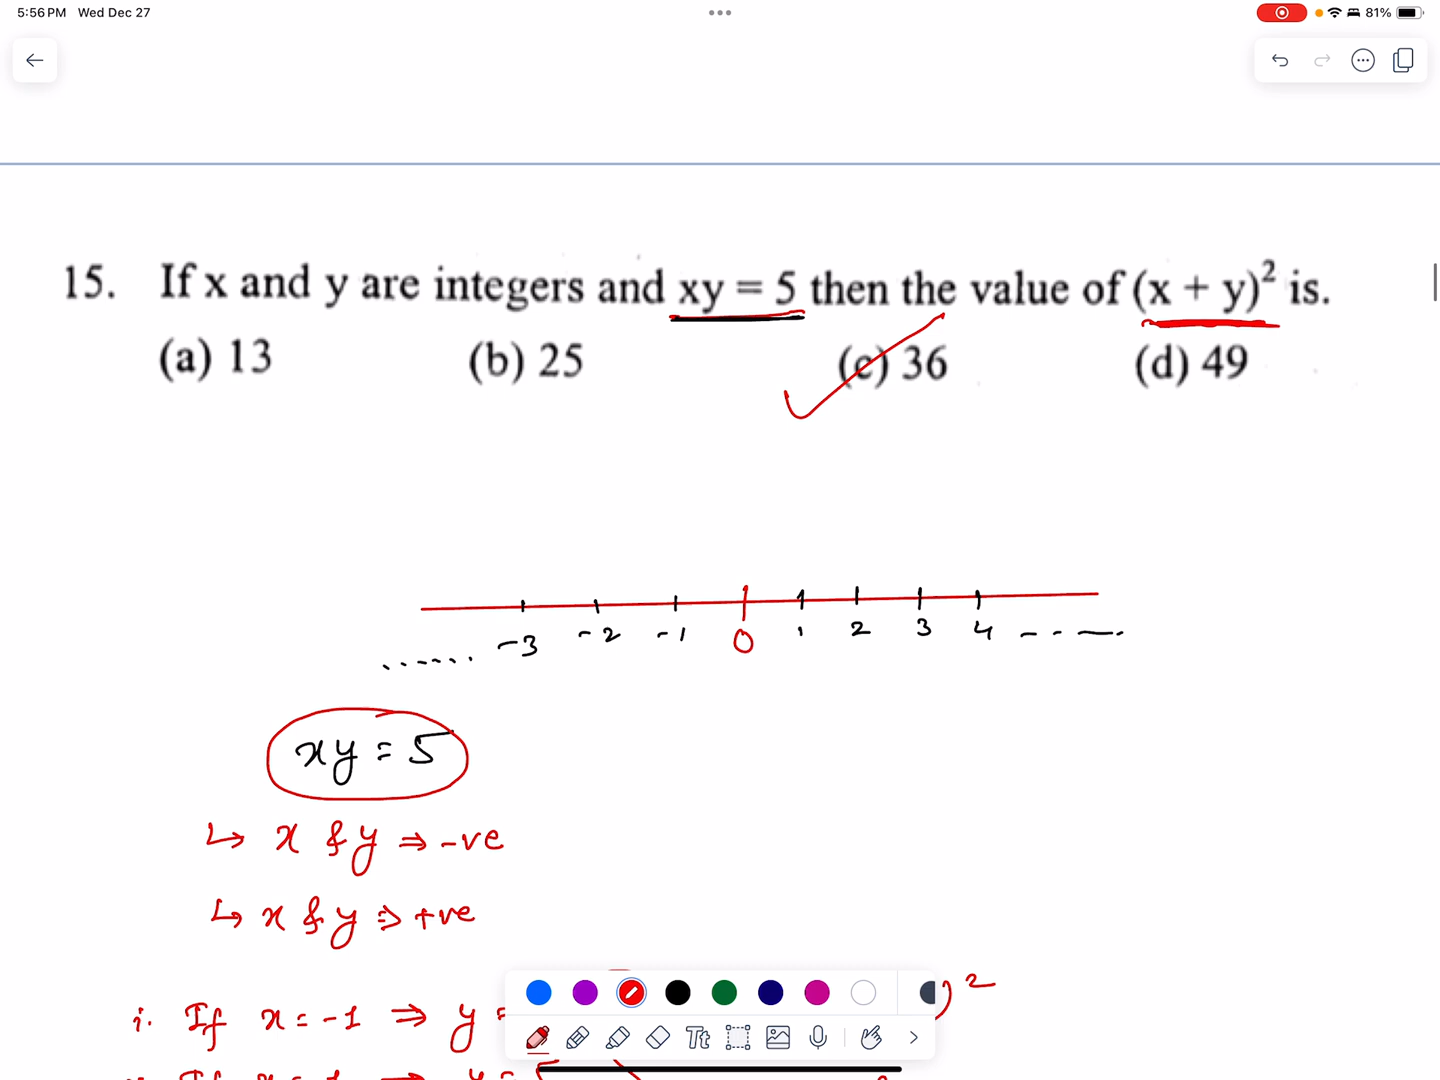 5:56 PM Wed Dec 27
81%
15. If x and y are integers and xy = 5 then the value of (x + y)² is.
(a) 13 (b) 25 (c) 36 (d) 49
...... -3 -2 -1 0 1 2 3 4 - - —.
xy = 5
↳ x & y ⇒ -ve
↳ x & y ⇒ +ve
i. If x = -1 ⇒ y = )²
Tt